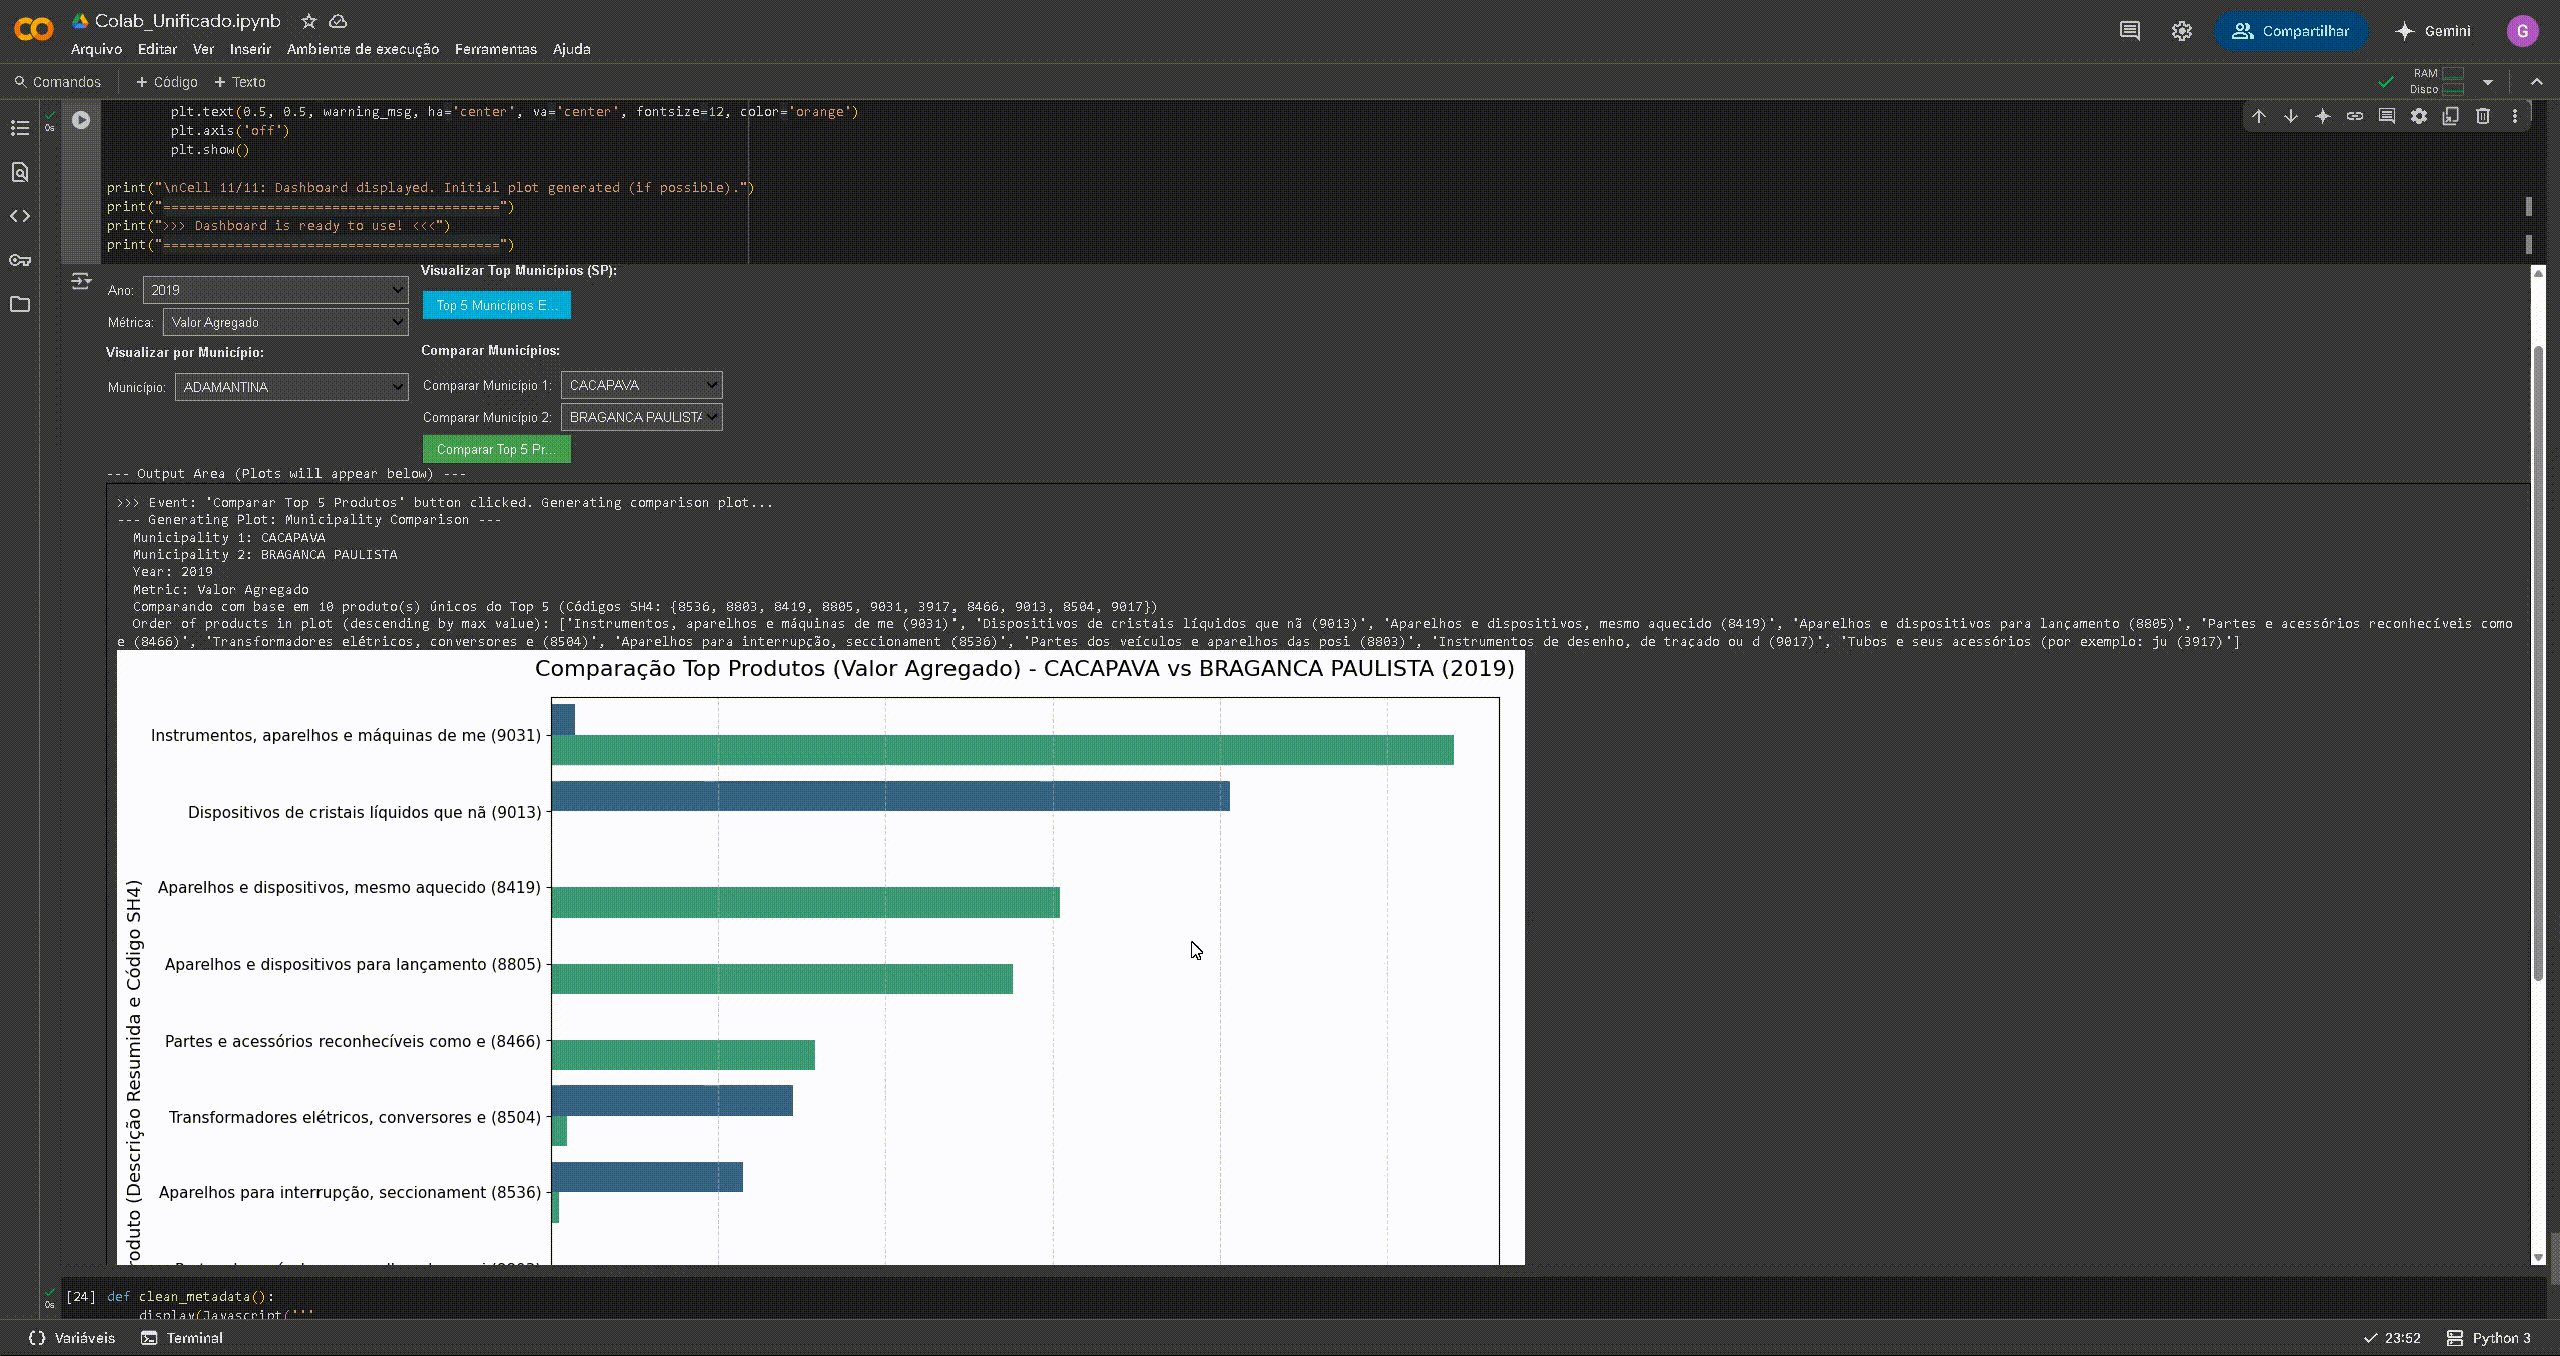 Colab_Unificado.ipynb
Arquivo Editar Ver Inserir Ambiente de execução Ferramentas Ajuda
Compartilhar
Gemini
G
Comandos + Código + Texto
RAM
Disco
0s
plt.text(0.5, 0.5, warning_msg, ha='center', va='center', fontsize=12, color='orange')
plt.axis('off')
plt.show()
print("\nCell 11/11: Dashboard displayed. Initial plot generated (if possible).")
print("==========================================")
print(">>> Dashboard is ready to use! <<<")
print("==========================================")
Visualizar Top Municípios (SP):
Ano: 2019
Top 5 Municípios E...
Métrica: Valor Agregado
Visualizar por Município:
Comparar Municípios:
Município: ADAMANTINA
Comparar Município 1: CACAPAVA
Comparar Município 2: BRAGANCA PAULISTA
Comparar Top 5 Pr...
--- Output Area (Plots will appear below) ---
>>> Event: 'Comparar Top 5 Produtos' button clicked. Generating comparison plot...
--- Generating Plot: Municipality Comparison ---
Municipality 1: CACAPAVA
Municipality 2: BRAGANCA PAULISTA
Year: 2019
Metric: Valor Agregado
Comparando com base em 10 produto(s) únicos do Top 5 (Códigos SH4: {8536, 8803, 8419, 8805, 9031, 3917, 8466, 9013, 8504, 9017})
Order of products in plot (descending by max value): ['Instrumentos, aparelhos e máquinas de me (9031)', 'Dispositivos de cristais líquidos que nã (9013)', 'Aparelhos e dispositivos, mesmo aquecido (8419)', 'Aparelhos e dispositivos para lançamento (8805)', 'Partes e acessórios reconhecíveis como
e (8466)', 'Transformadores elétricos, conversores e (8504)', 'Aparelhos para interrupção, seccionament (8536)', 'Partes dos veículos e aparelhos das posi (8803)', 'Instrumentos de desenho, de traçado ou d (9017)', 'Tubos e seus acessórios (por exemplo: ju (3917)']
Comparação Top Produtos (Valor Agregado) - CACAPAVA vs BRAGANCA PAULISTA (2019)
Instrumentos, aparelhos e máquinas de me (9031)
Dispositivos de cristais líquidos que nã (9013)
Aparelhos e dispositivos, mesmo aquecido (8419)
Aparelhos e dispositivos para lançamento (8805)
Partes e acessórios reconhecíveis como e (8466)
Transformadores elétricos, conversores e (8504)
Aparelhos para interrupção, seccionament (8536)
roduto (Descrição Resumida e Código SH4)
0s
[24] def clean_metadata():
display(Javascript('''
Variáveis Terminal
23:52 Python 3